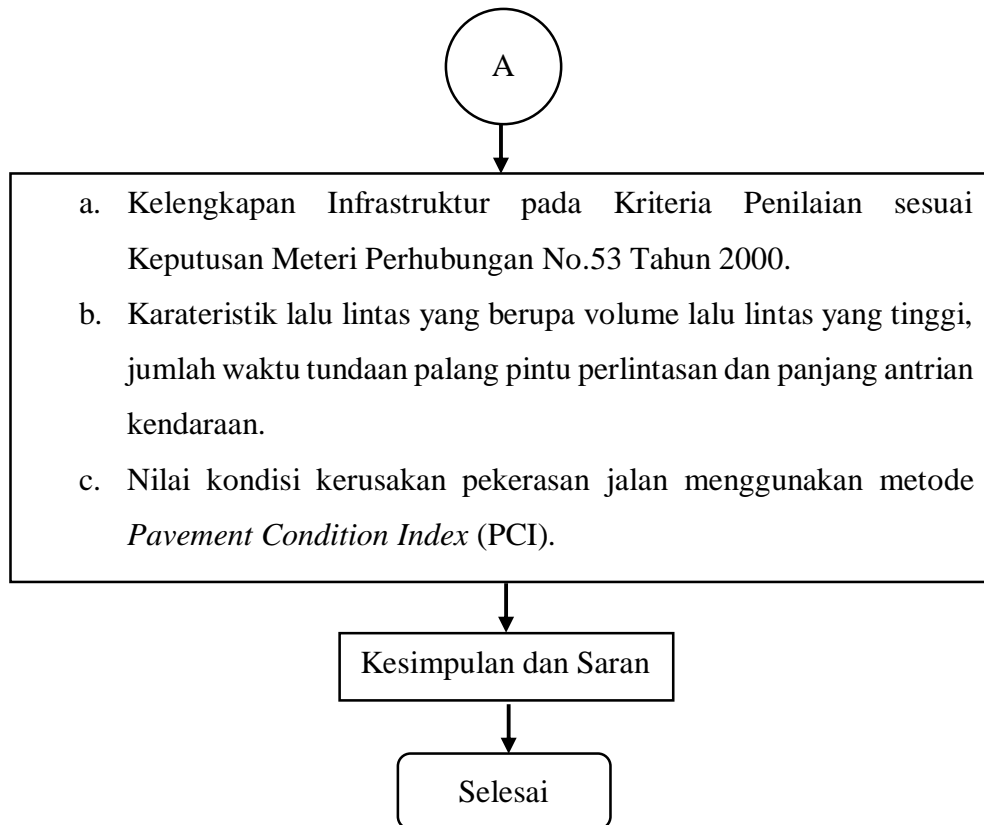 A
a. Kelengkapan Infrastruktur pada Kriteria Penilaian sesuai
Keputusan Meteri Perhubungan No.53 Tahun 2000.
b. Karateristik lalu lintas yang berupa volume lalu lintas yang tinggi,
jumlah waktu tundaan palang pintu perlintasan dan panjang antrian
kendaraan.
c. Nilai kondisi kerusakan pekerasan jalan menggunakan metode
Pavement Condition Index (PCI).
Kesimpulan dan Saran
Selesai